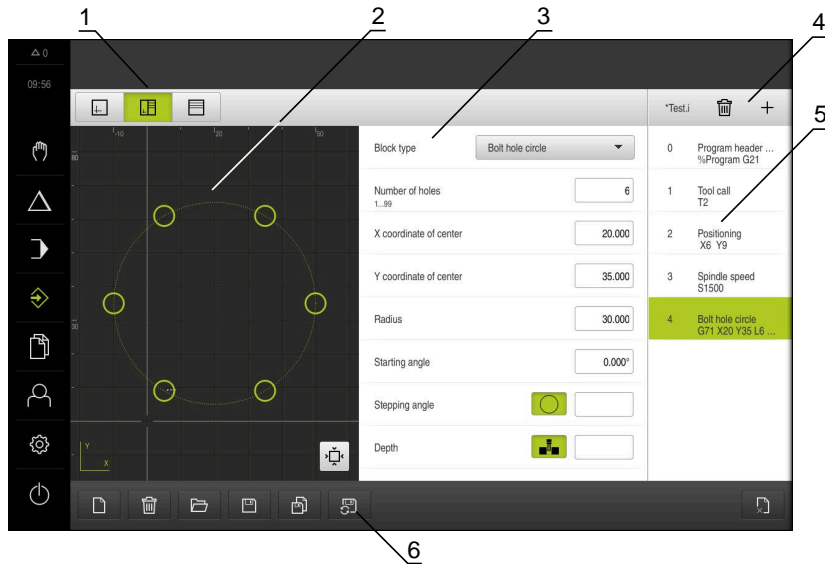 1
2
3
4
5
6
0
09:56
-10
20
50
80
30
Y
X
Block type
Bolt hole circle
Number of holes
1...99
6
X coordinate of center
20.000
Y coordinate of center
35.000
Radius
30.000
Starting angle
0.000°
Stepping angle
Depth
*Test.i
0 Program header ...
%Program G21
1 Tool call
T2
2 Positioning
X6 Y9
3 Spindle speed
S1500
4 Bolt hole circle
G71 X20 Y35 L6 ...